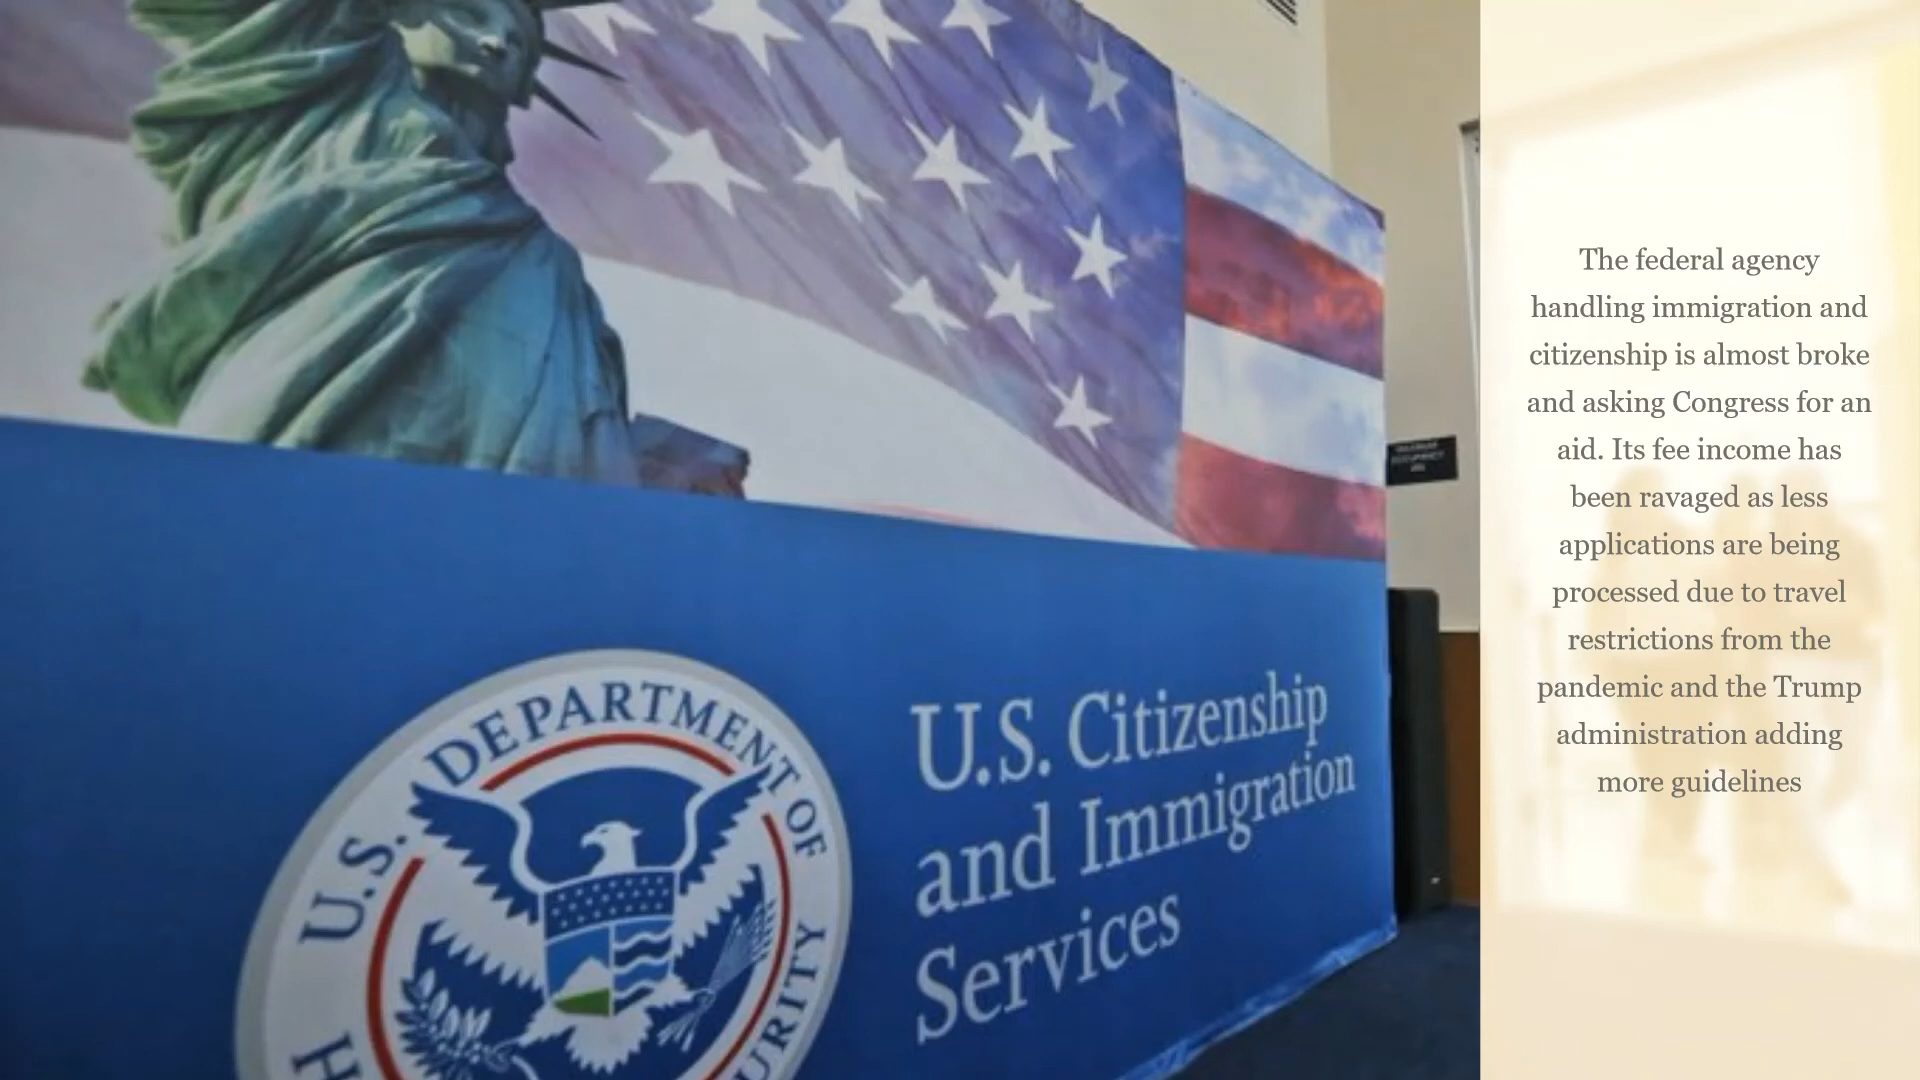 The federal agency
handling immigration and
citizenship is almost broke
and asking Congress for an
aid. Its fee income has
been ravaged as less
applications are being
processed due to travel
restrictions from the
pandemic and the Trump
administration adding
more guidelines
U.S. DEPARTMENT OF
U.S. Citizenship
and Immigration
Services